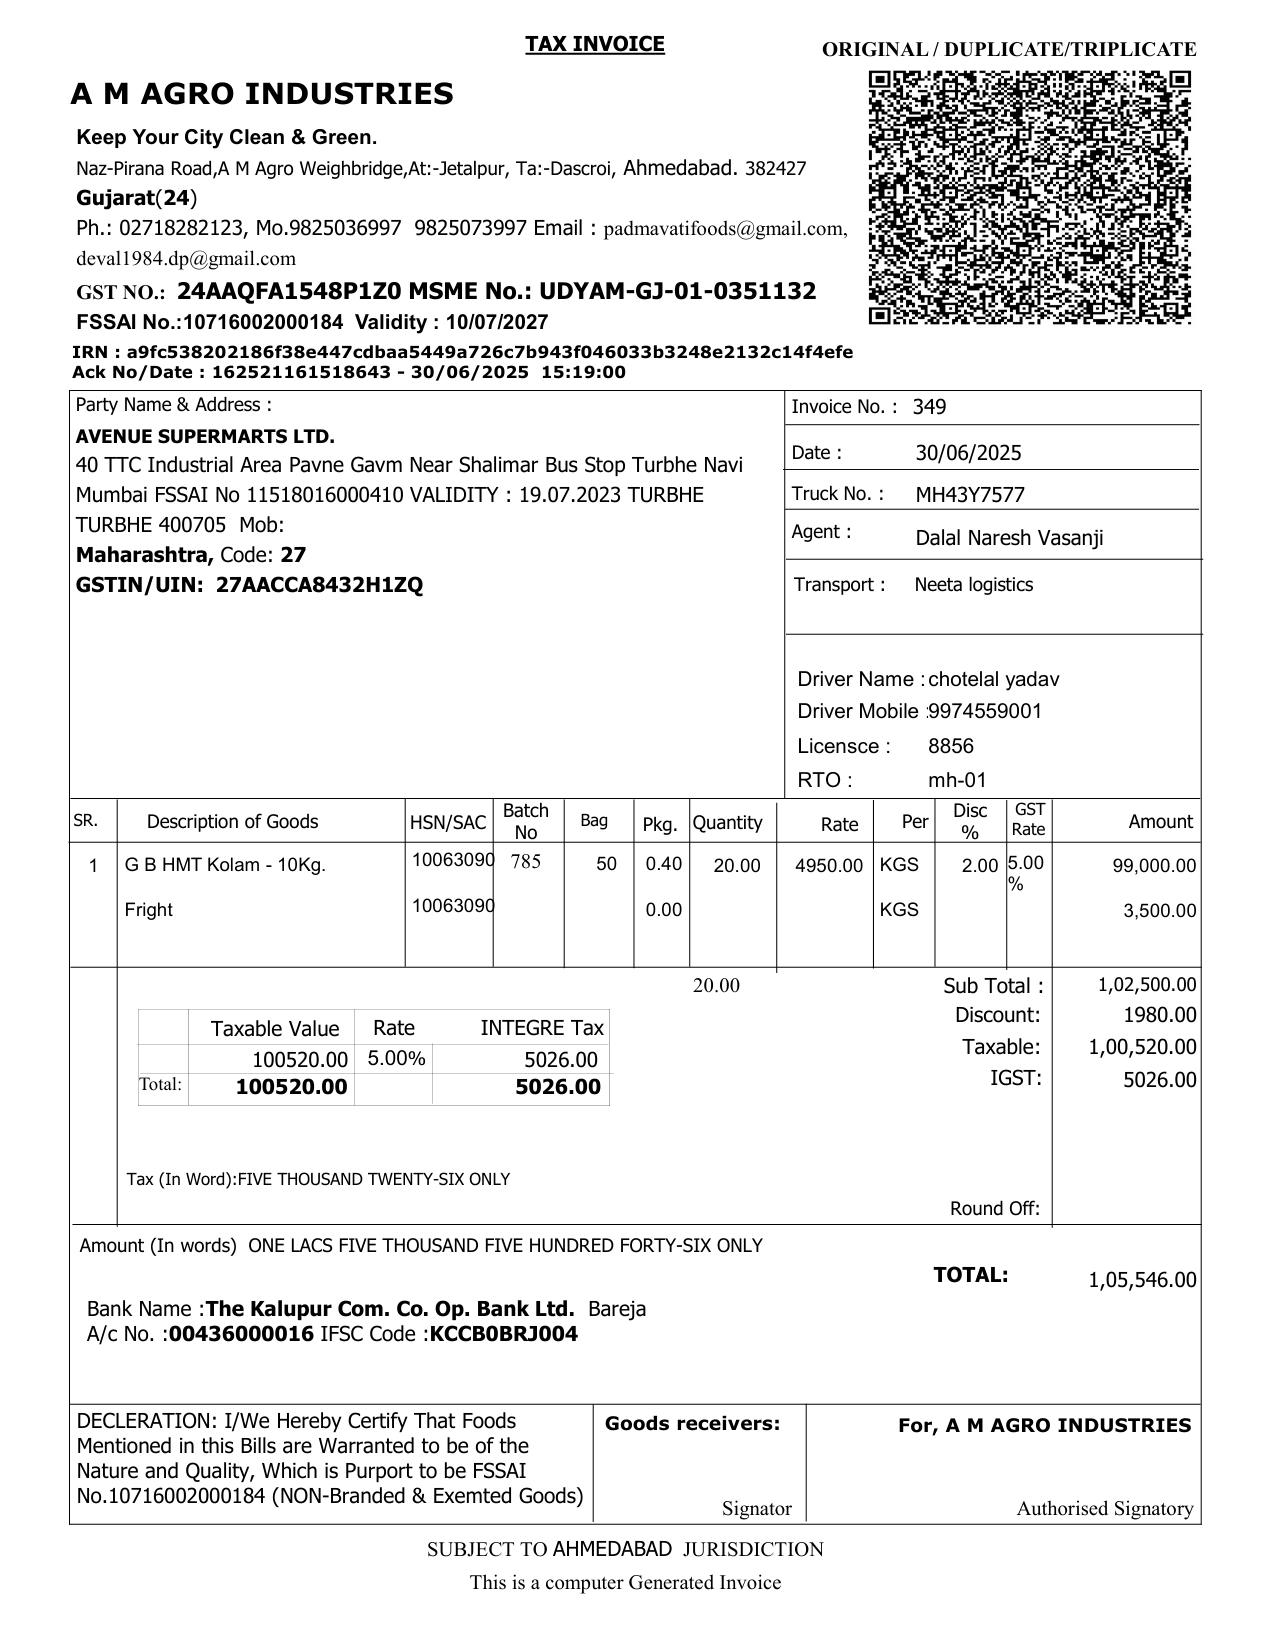 TAX INVOICE
ORIGINAL / DUPLICATE/TRIPLICATE
A M AGRO INDUSTRIES
Keep Your City Clean & Green.
Naz-Pirana Road,A M Agro Weighbridge,At:-Jetalpur, Ta:-Dascroi, Ahmedabad. 382427
Gujarat(24)
Ph.: 02718282123, Mo.9825036997 9825073997 Email : padmavatifoods@gmail.com,
deval1984.dp@gmail.com
GST NO.: 24AAQFA1548P1Z0 MSME No.: UDYAM-GJ-01-0351132
FSSAI No.:10716002000184 Validity : 10/07/2027
IRN : a9fc538202186f38e447cdbaa5449a726c7b943f046033b3248e2132c14f4efe
Ack No/Date : 162521161518643 - 30/06/2025 15:19:00
Party Name & Address :
AVENUE SUPERMARTS LTD.
40 TTC Industrial Area Pavne Gavm Near Shalimar Bus Stop Turbhe Navi
Mumbai FSSAI No 11518016000410 VALIDITY : 19.07.2023 TURBHE
TURBHE 400705 Mob:
Maharashtra, Code: 27
GSTIN/UIN: 27AACCA8432H1ZQ
Invoice No. : 349
Date : 30/06/2025
Truck No. : MH43Y7577
Agent : Dalal Naresh Vasanji
Transport : Neeta logistics
Driver Name : chotelal yadav
Driver Mobile : 9974559001
Licensce : 8856
RTO : mh-01
SR. Description of Goods HSN/SAC Batch No Bag Pkg. Quantity Rate Per Disc % GST Rate Amount
1 G B HMT Kolam - 10Kg. 10063090 785 50 0.40 20.00 4950.00 KGS 2.00 5.00 % 99,000.00
Fright 10063090 0.00 KGS 3,500.00
20.00 Sub Total : 1,02,500.00
Discount: 1980.00
Taxable: 1,00,520.00
IGST: 5026.00
Taxable Value Rate INTEGRE Tax
100520.00 5.00% 5026.00
Total: 100520.00 5026.00
Tax (In Word):FIVE THOUSAND TWENTY-SIX ONLY
Round Off:
Amount (In words) ONE LACS FIVE THOUSAND FIVE HUNDRED FORTY-SIX ONLY
TOTAL: 1,05,546.00
Bank Name :The Kalupur Com. Co. Op. Bank Ltd. Bareja
A/c No. :00436000016 IFSC Code :KCCB0BRJ004
DECLERATION: I/We Hereby Certify That Foods
Mentioned in this Bills are Warranted to be of the
Nature and Quality, Which is Purport to be FSSAI
No.10716002000184 (NON-Branded & Exemted Goods)
Goods receivers:
Signator
For, A M AGRO INDUSTRIES
Authorised Signatory
SUBJECT TO AHMEDABAD JURISDICTION
This is a computer Generated Invoice